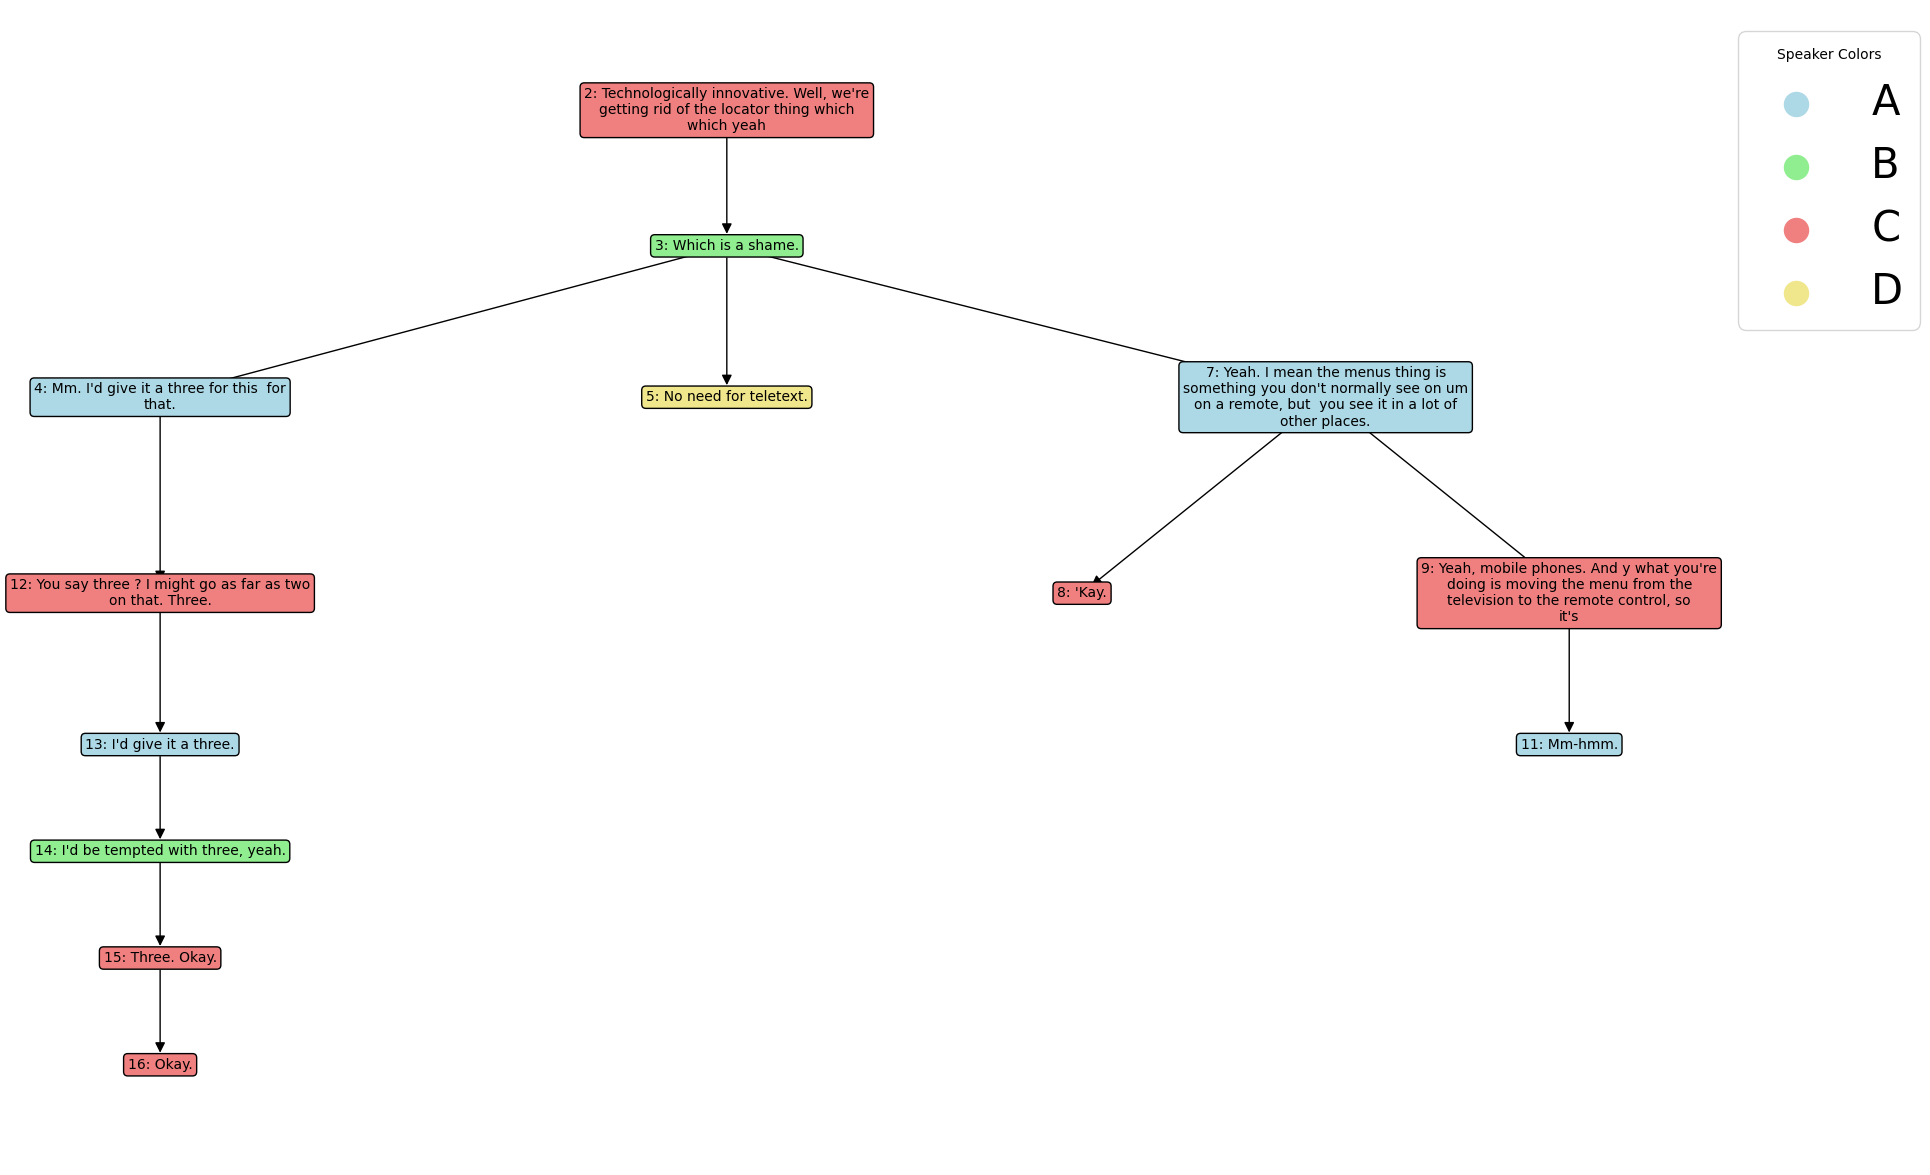 2: Technologically innovative. Well, we're
getting rid of the locator thing which
which yeah
3: Which is a shame.
4: Mm. I'd give it a three for this  for
that.
5: No need for teletext.
7: Yeah. I mean the menus thing is
something you don't normally see on um
on a remote, but  you see it in a lot of
other places.
12: You say three ? I might go as far as two
on that. Three.
8: 'Kay.
9: Yeah, mobile phones. And y what you're
doing is moving the menu from the
television to the remote control, so
it's
13: I'd give it a three.
11: Mm-hmm.
14: I'd be tempted with three, yeah.
15: Three. Okay.
16: Okay.
Speaker Colors
A
B
C
D